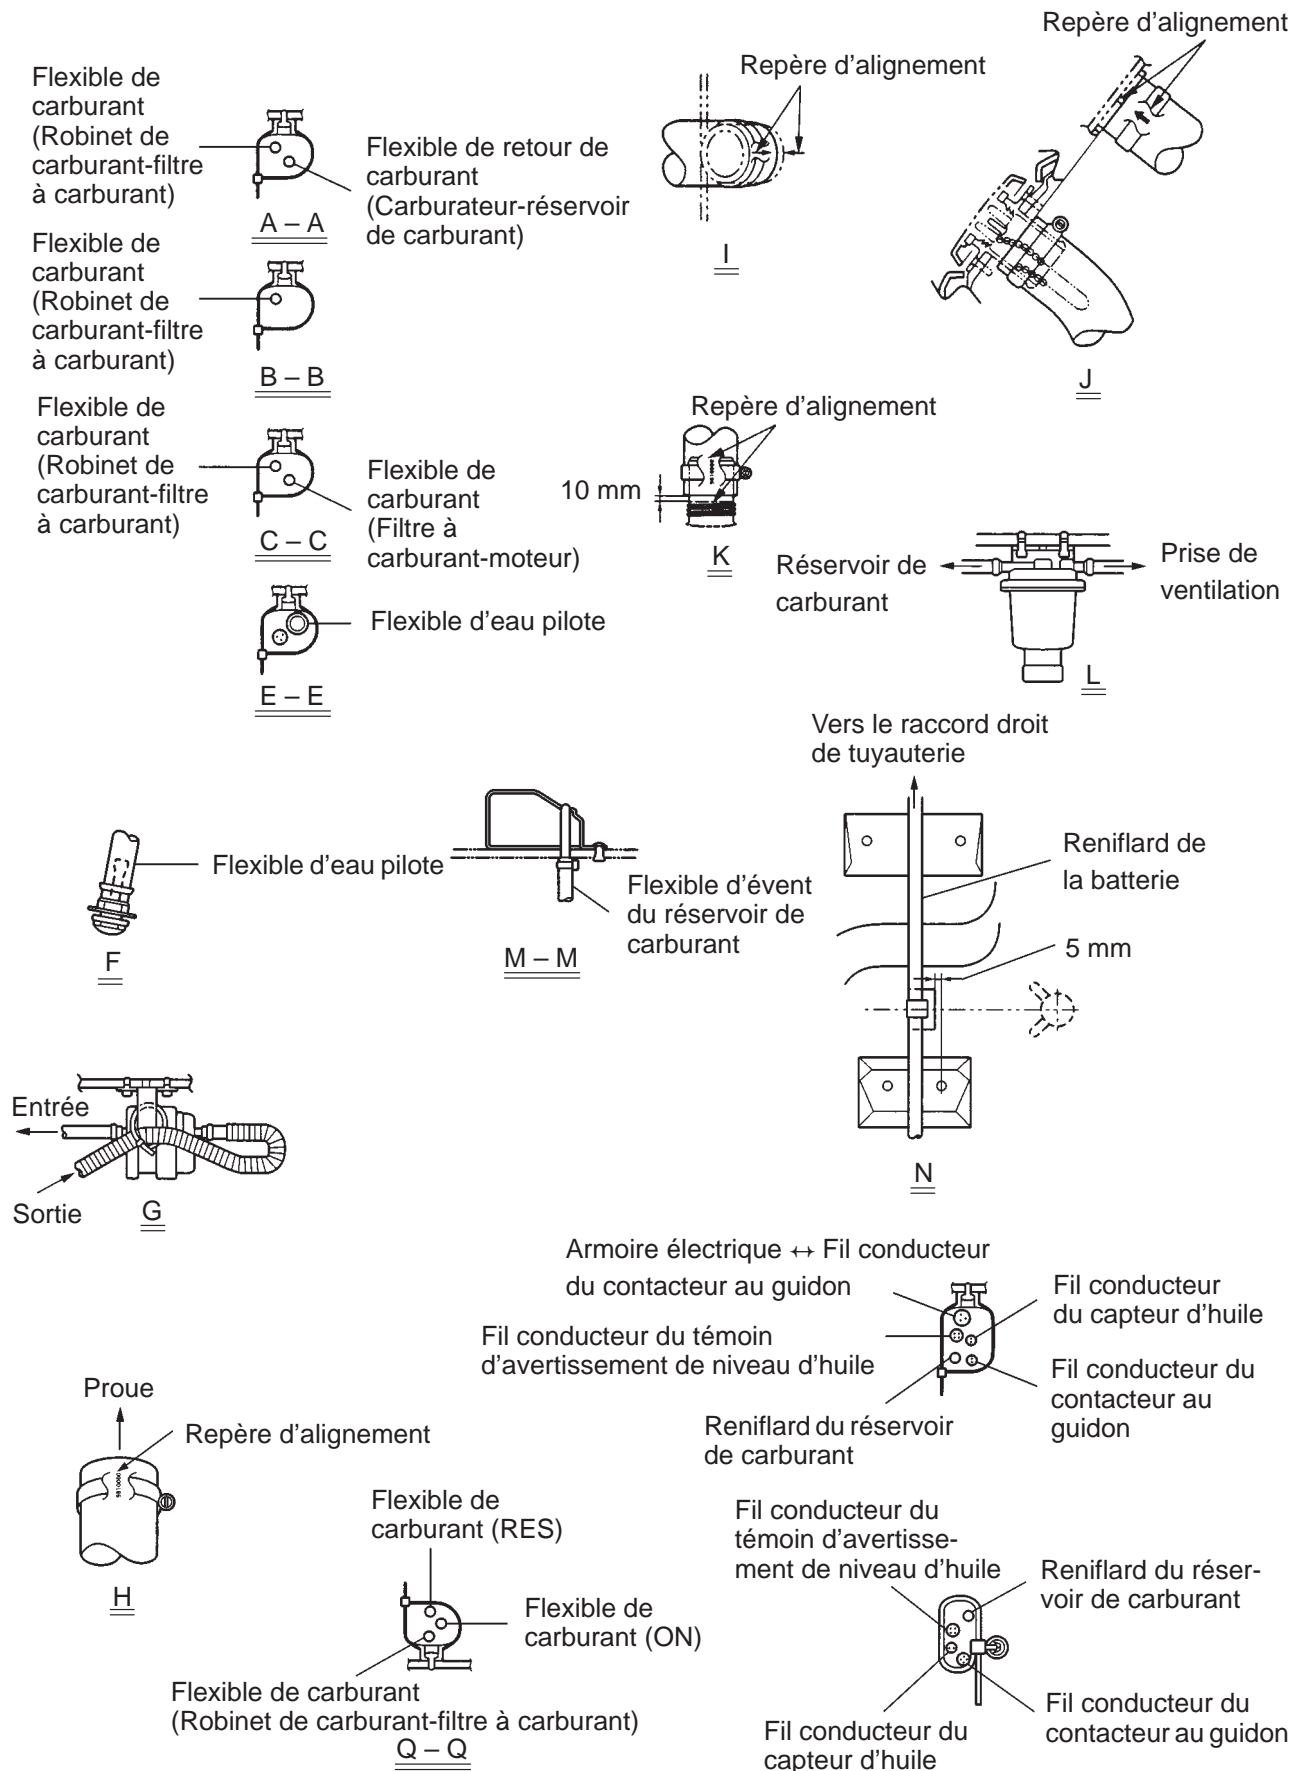 Repère d'alignement
Repère d'alignement
Flexible de
carburant
(Robinet de
carburant-filtre
à carburant)
Flexible de retour de
carburant
(Carburateur-réservoir
de carburant)
A – A
I
J
Flexible de
carburant
(Robinet de
carburant-filtre
à carburant)
B – B
Flexible de
carburant
(Robinet de
carburant-filtre
à carburant)
Flexible de
carburant
(Filtre à
carburant-moteur)
C – C
Repère d'alignement
10 mm
K
Réservoir de
carburant
Prise de
ventilation
L
Flexible d'eau pilote
E – E
Vers le raccord droit
de tuyauterie
Flexible d'eau pilote
F
Flexible d'évent
du réservoir de
carburant
M – M
Reniflard de
la batterie
5 mm
N
Entrée
Sortie
G
Armoire électrique ↔ Fil conducteur
du contacteur au guidon
Fil conducteur
du capteur d'huile
Fil conducteur du témoin
d'avertissement de niveau d'huile
Fil conducteur du
contacteur au
guidon
Reniflard du réservoir
de carburant
Proue
Repère d'alignement
H
Flexible de
carburant (RES)
Flexible de
carburant (ON)
Flexible de carburant
(Robinet de carburant-filtre à carburant)
Q – Q
Fil conducteur du
témoin d'avertisse-
ment de niveau d'huile
Reniflard du réser-
voir de carburant
Fil conducteur du
contacteur au guidon
Fil conducteur du
capteur d'huile